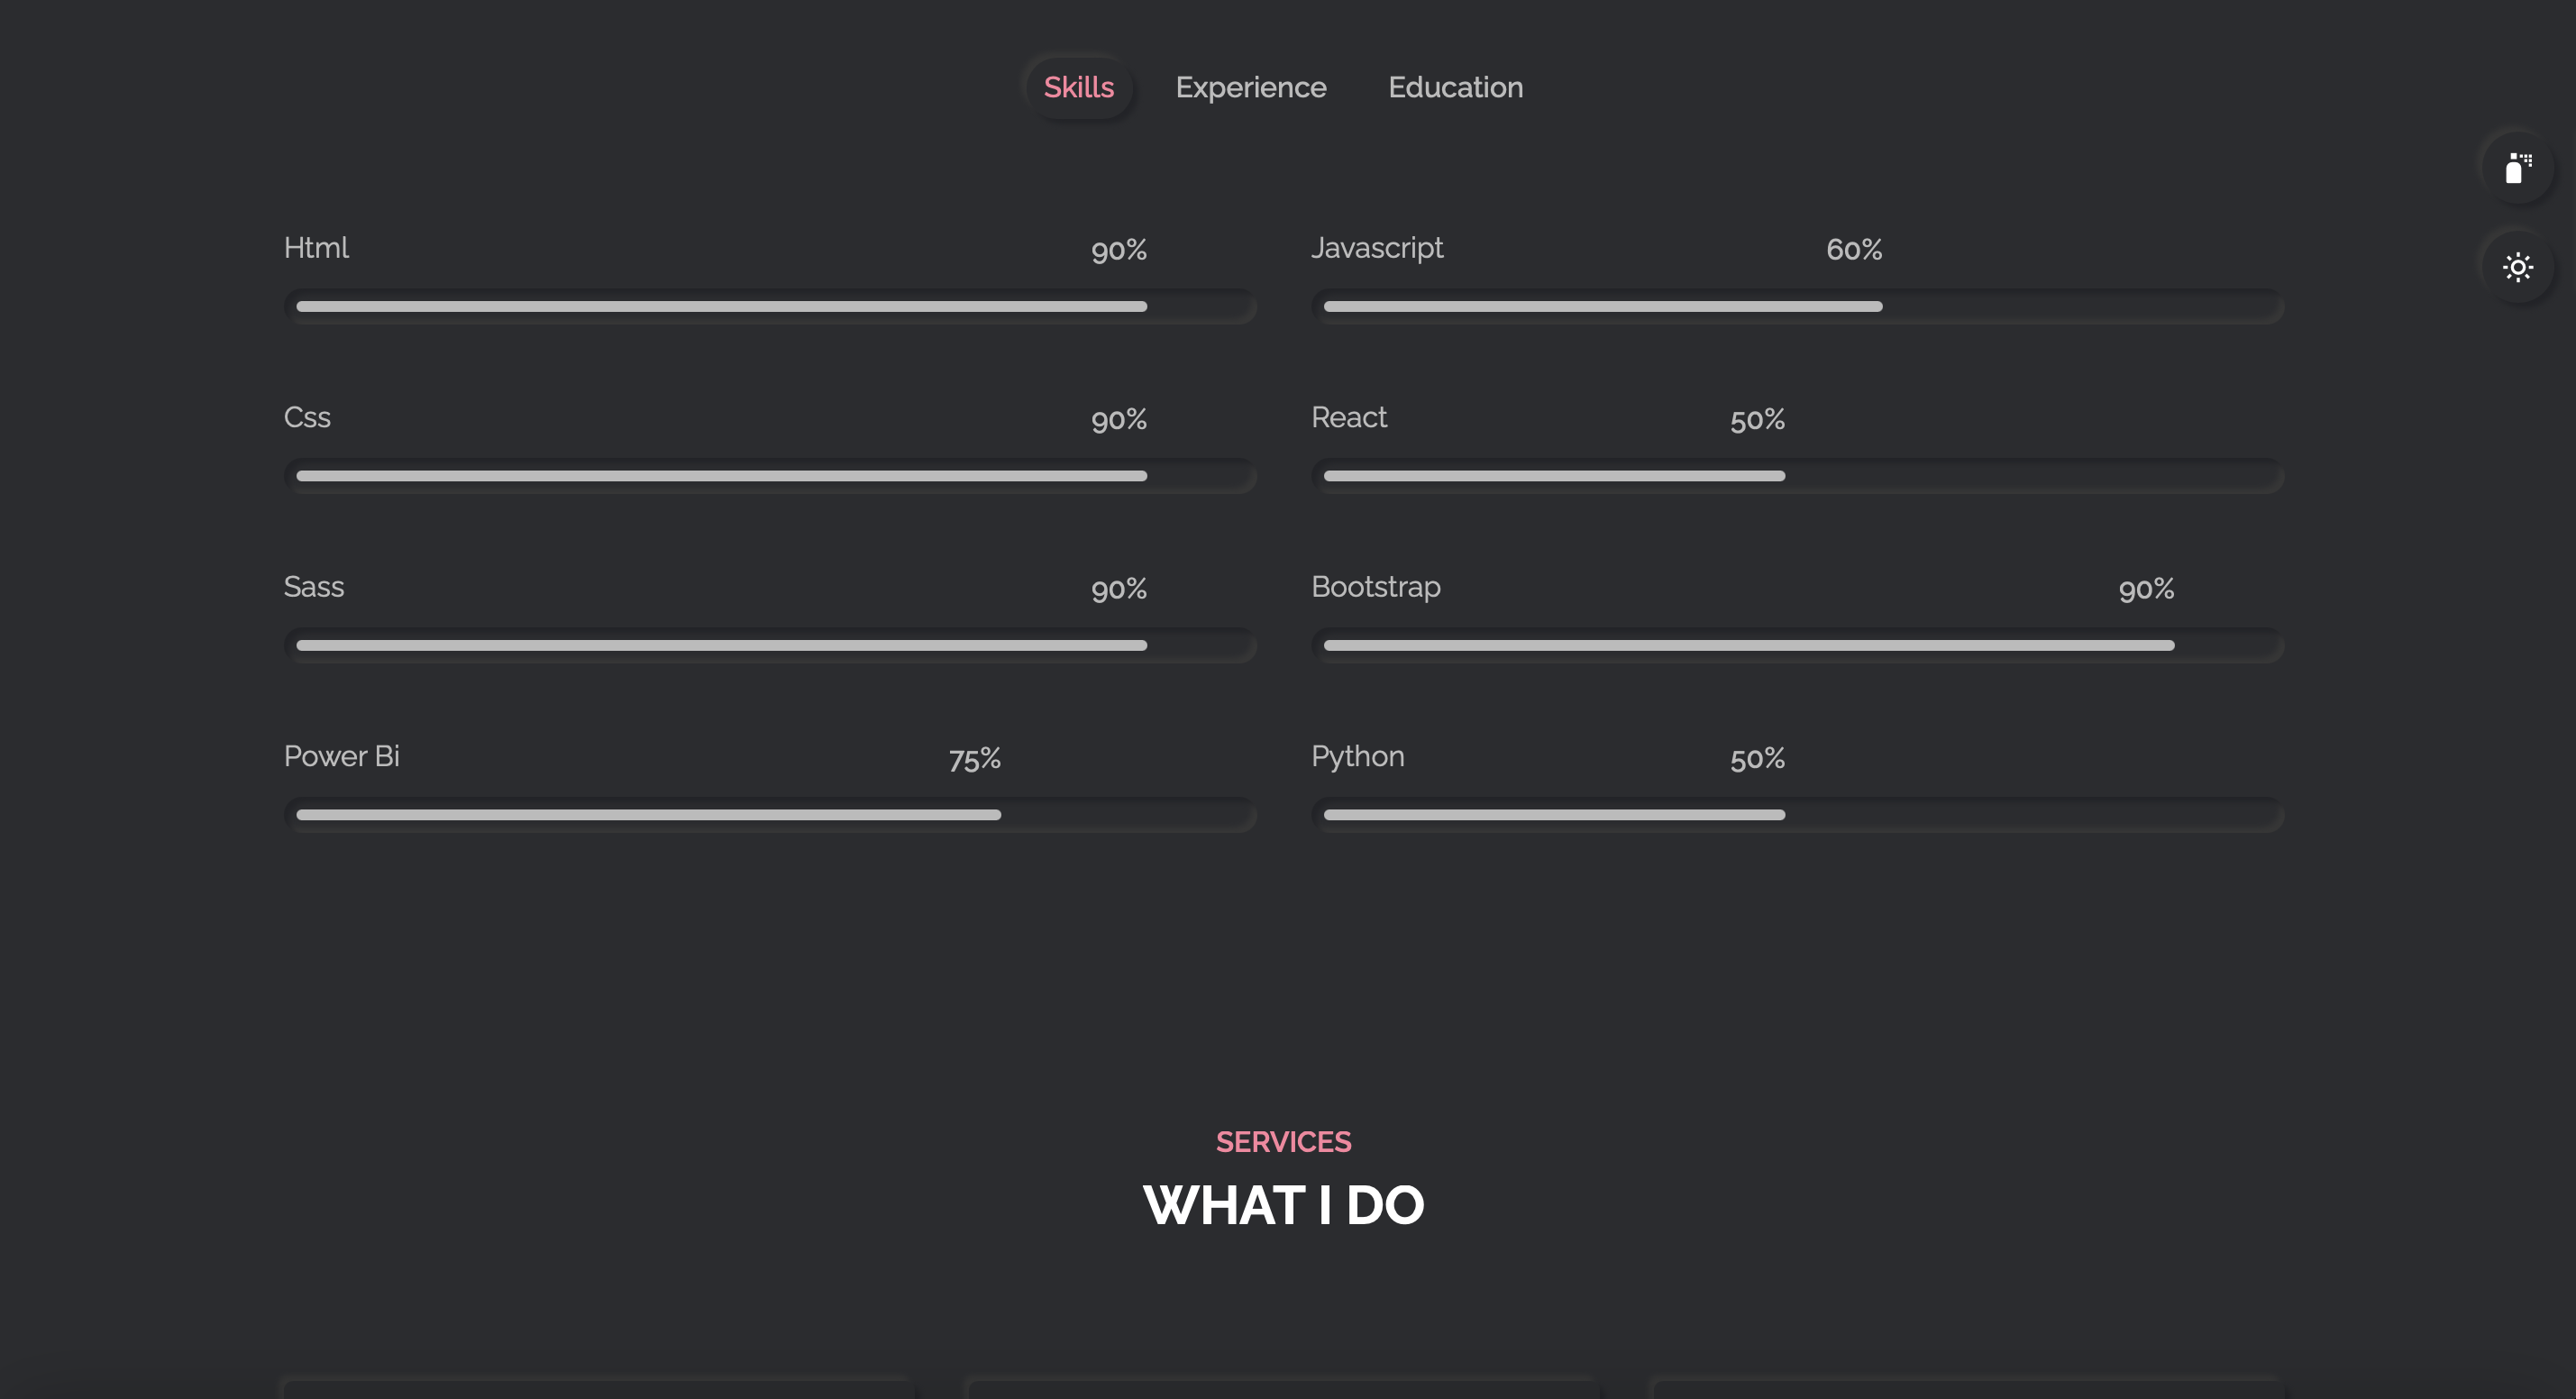 Skills Experience Education
Html 90%
Javascript 60%
Css 90%
React 50%
Sass 90%
Bootstrap 90%
Power Bi 75%
Python 50%
SERVICES
WHAT I DO